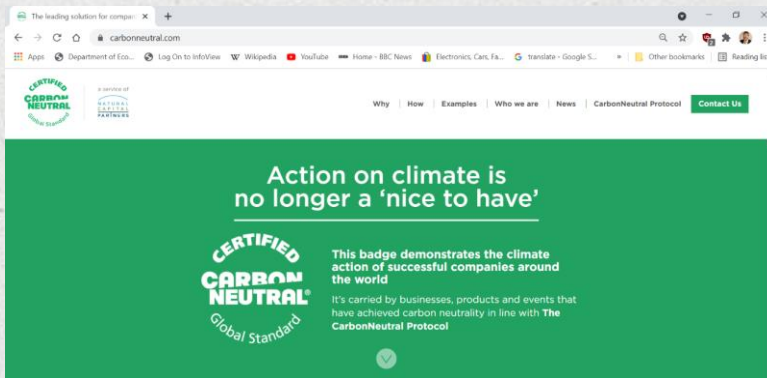 The leading solution for compan
carbonneutral.com
Apps
Department of Eco...
Log On to InfoView
Wikipedia
YouTube
Home - BBC News
Electronics, Cars, Fa...
translate - Google S...
»
Other bookmarks
Reading list
CERTIFIED
CARBON
NEUTRAL
Global Standard
a service of
NATURAL
CAPITAL
PARTNERS
Why
How
Examples
Who we are
News
CarbonNeutral Protocol
Contact Us
Action on climate is
no longer a ‘nice to have’
CERTIFIED
CARBON
NEUTRAL®
Global Standard
This badge demonstrates the climate
action of successful companies around
the world
It's carried by businesses, products and events that
have achieved carbon neutrality in line with The
CarbonNeutral Protocol